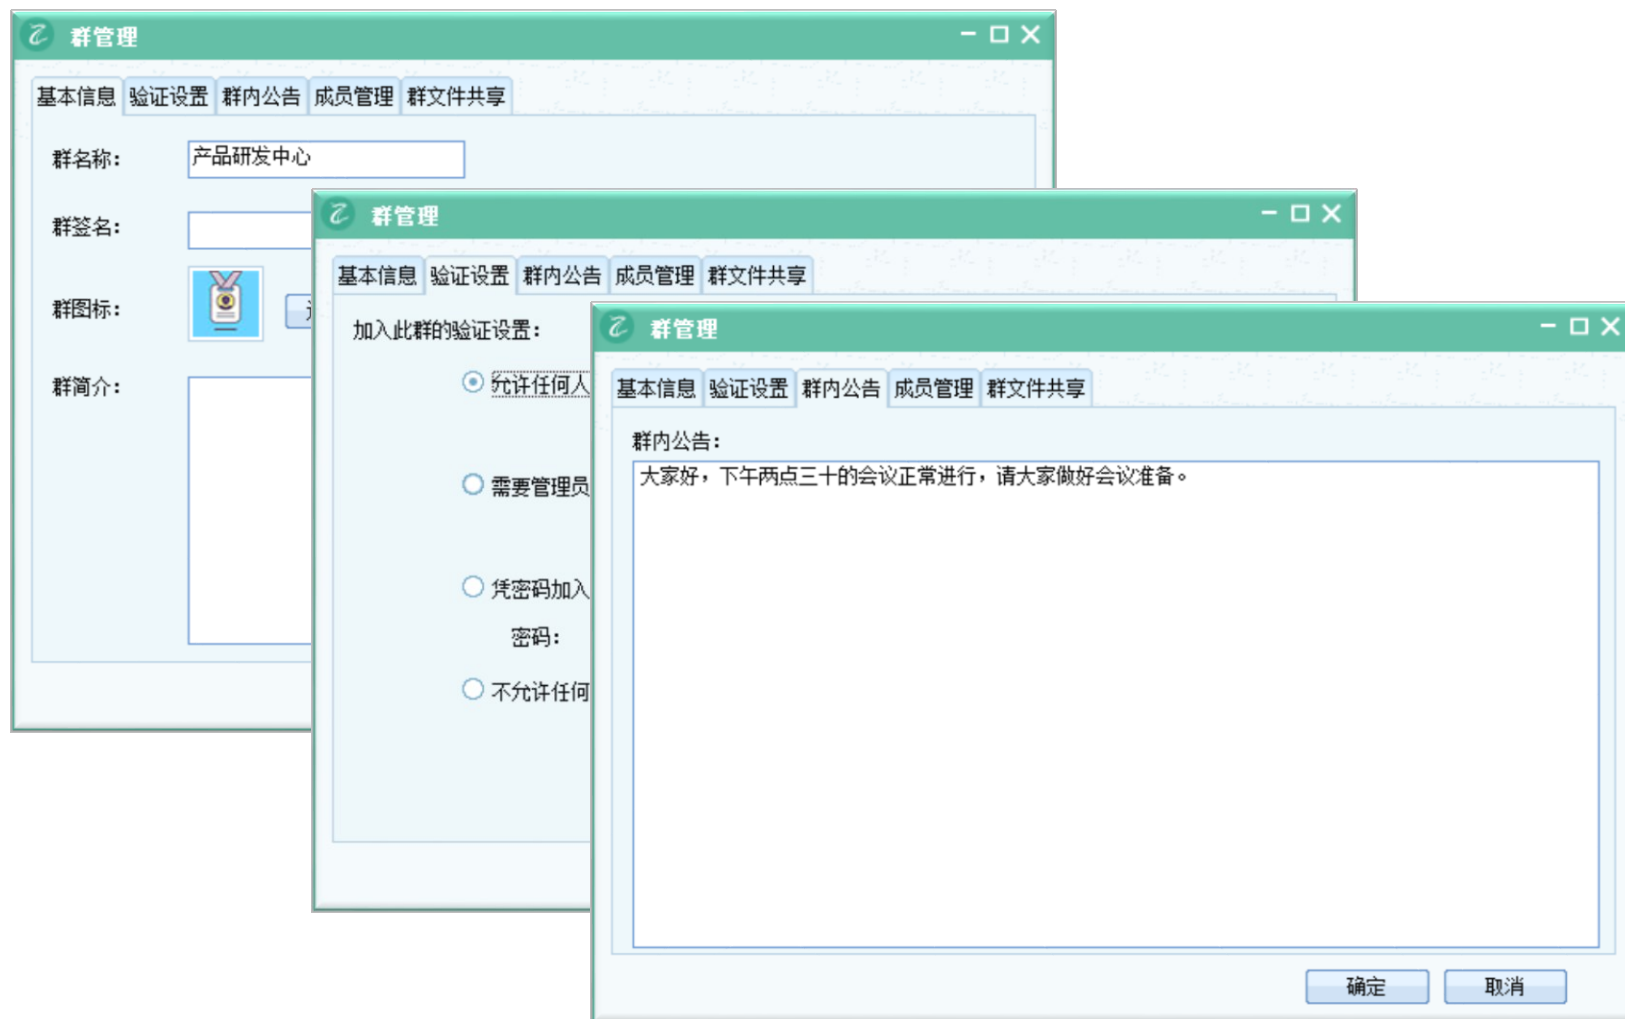 群管理
基本信息 验证设置 群内公告 成员管理 群文件共享
群名称: 产品研发中心
群签名:
群图标:
群简介:
群管理
基本信息 验证设置 群内公告 成员管理 群文件共享
加入此群的验证设置:
允许任何人
需要管理员
凭密码加入
密码:
不允许任何
群管理
基本信息 验证设置 群内公告 成员管理 群文件共享
群内公告:
大家好，下午两点三十的会议正常进行，请大家做好会议准备。
确定 取消